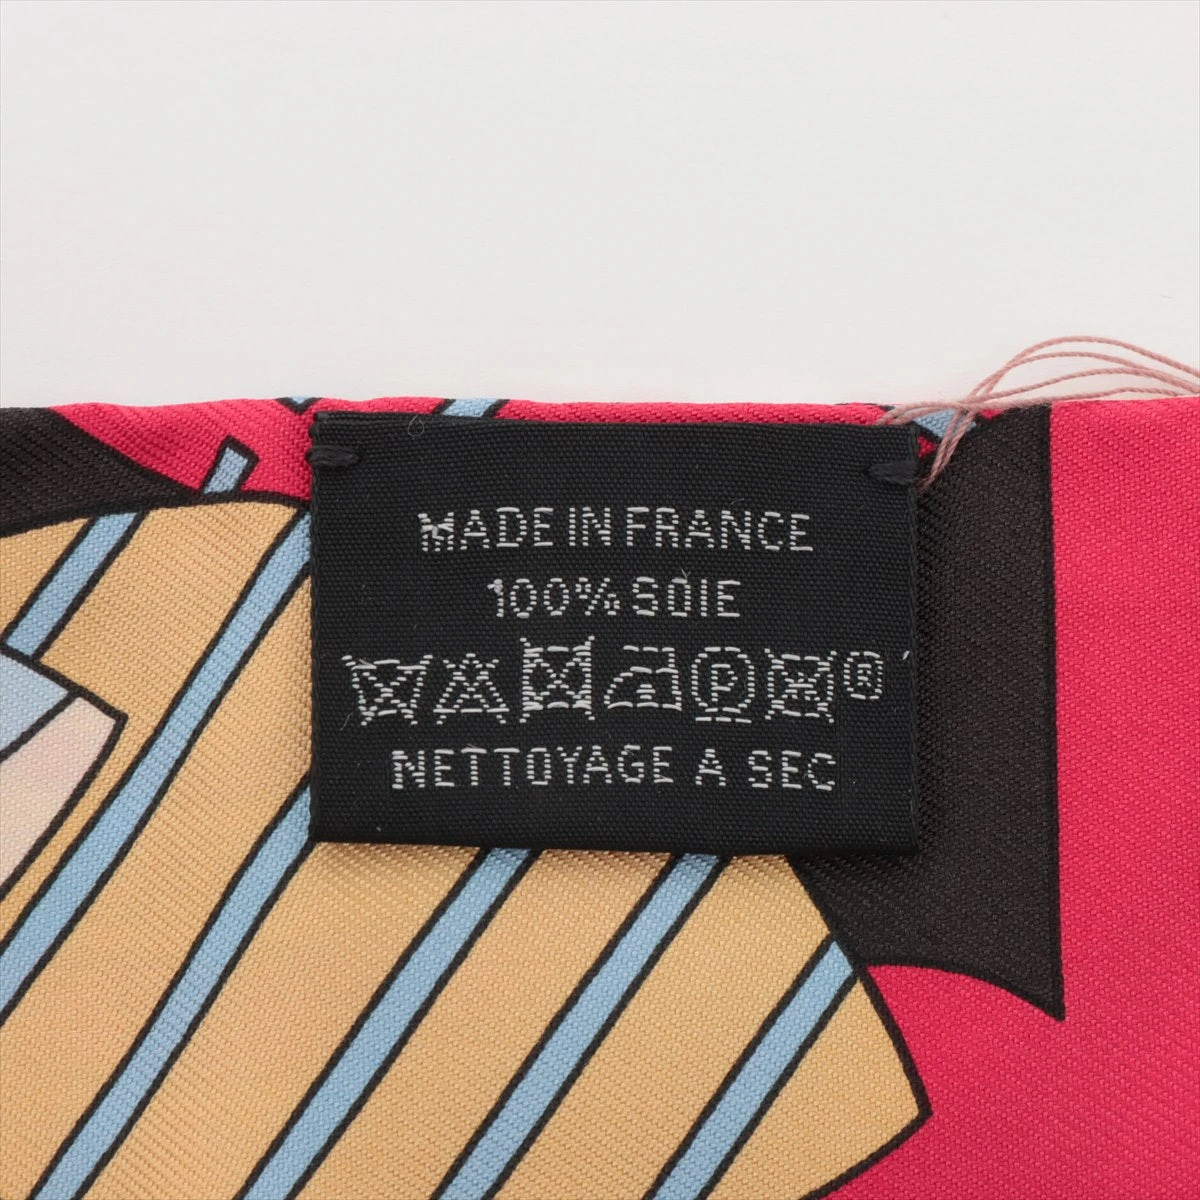 MADE IN FRANCE
100% SOIE
P ®
NETTOYAGE A SEC